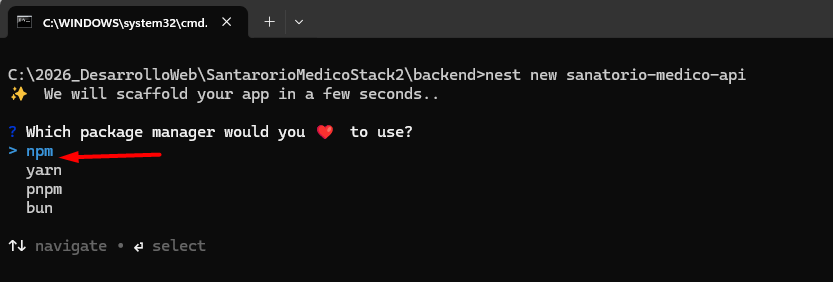 C:\WINDOWS\system32\cmd.
C:\2026_DesarrolloWeb\SantarorioMedicoStack2\backend>nest new sanatorio-medico-api
✨ We will scaffold your app in a few seconds..
? Which package manager would you ❤️ to use?
> npm
yarn
pnpm
bun
↑↓ navigate • ↵ select